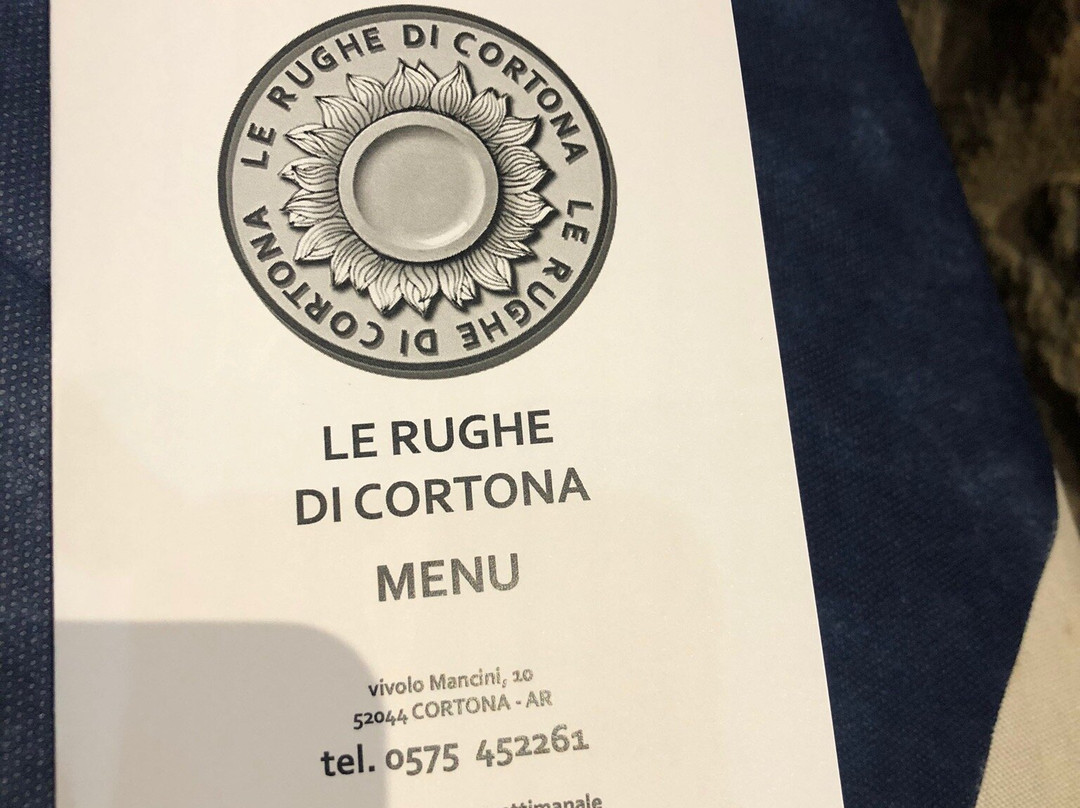 LE RUGHE DI CORTONA
LE RUGHE DI CORTONA
LE RUGHE
DI CORTONA
MENU
vivolo Mancini, 10
52044 CORTONA - AR
tel. 0575 452261